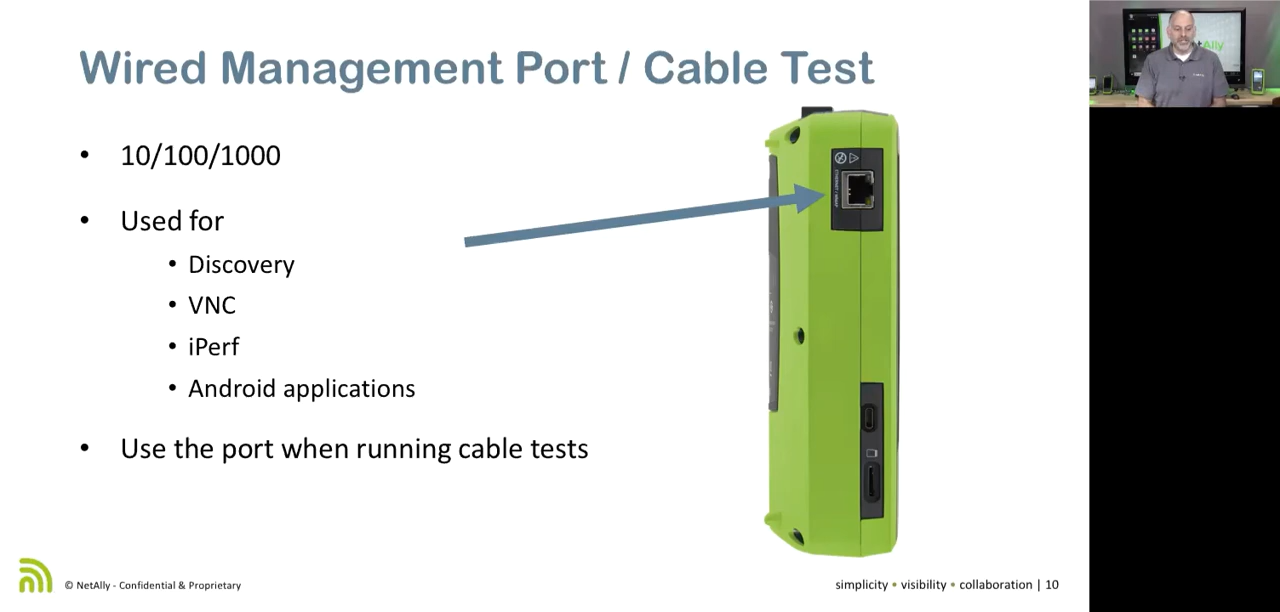 Wired Management Port / Cable Test
• 10/100/1000
• Used for
• Discovery
• VNC
• iPerf
• Android applications
• Use the port when running cable tests
© NetAlly - Confidential & Proprietary
simplicity • visibility • collaboration | 10